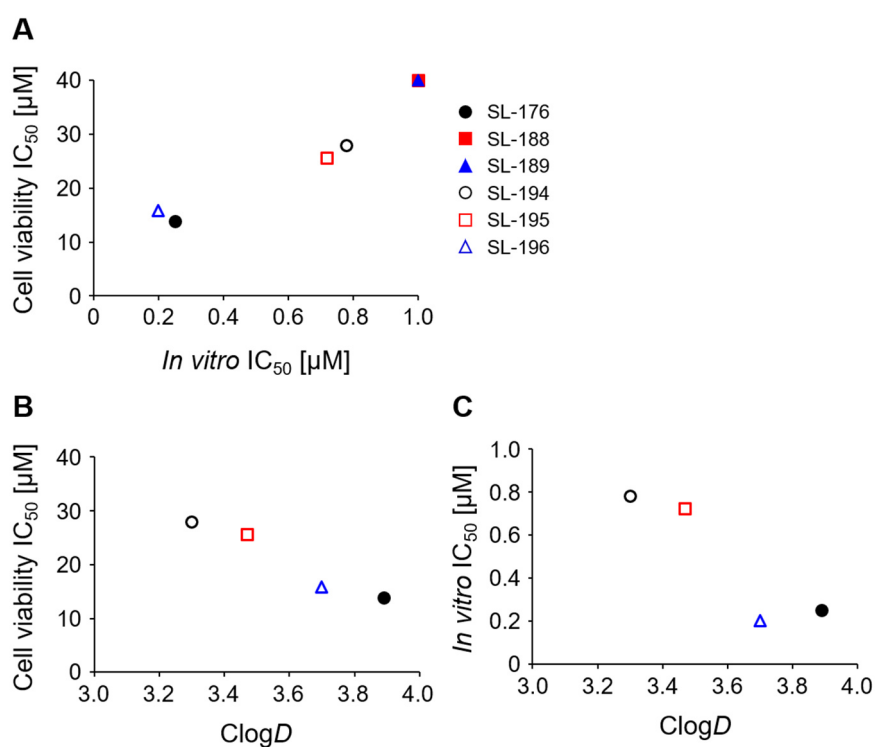 A
Cell viability IC50 [µM]
40
30
20
10
0
0 0.2 0.4 0.6 0.8 1.0
In vitro IC50 [µM]
SL-176
SL-188
SL-189
SL-194
SL-195
SL-196
B
Cell viability IC50 [µM]
40
30
20
10
0
3.0 3.2 3.4 3.6 3.8 4.0
ClogD
C
In vitro IC50 [µM]
1.0
0.8
0.6
0.4
0.2
0
3.0 3.2 3.4 3.6 3.8 4.0
ClogD